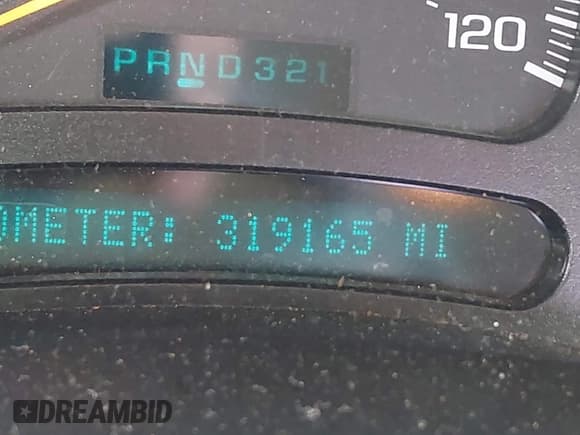 120
PRND321
OMETER: 319165 MI
DREAMBID